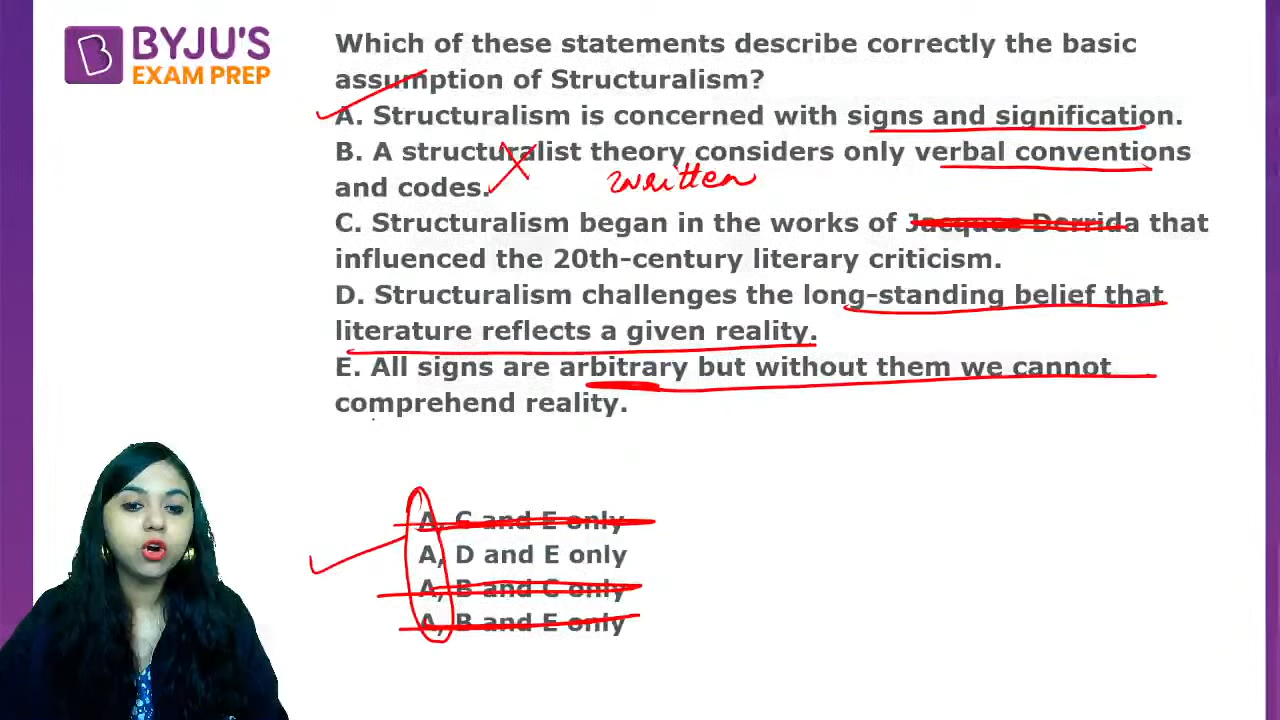 BYJU'S
EXAM PREP
Which of these statements describe correctly the basic
assumption of Structuralism?
A. Structuralism is concerned with signs and signification.
B. A structuralist theory considers only verbal conventions
and codes.
written
C. Structuralism began in the works of Jacques Derrida that
influenced the 20th-century literary criticism.
D. Structuralism challenges the long-standing belief that
literature reflects a given reality.
E. All signs are arbitrary but without them we cannot
comprehend reality.
A, C and E only
A, D and E only
A, B and C only
A, B and E only